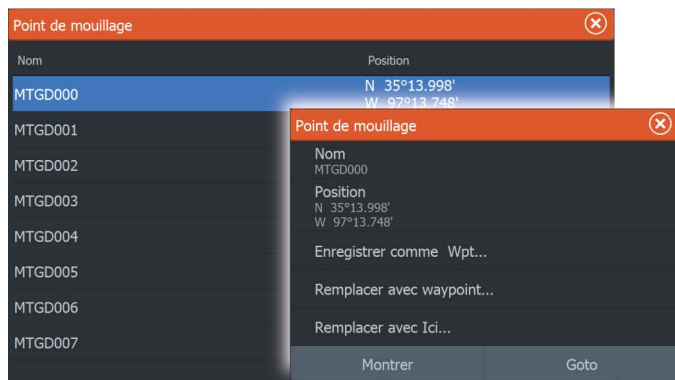 Point de mouillage
Nom Position
MTGD000 N 35°13.998'
W 97°13.748'
MTGD001
MTGD002
MTGD003
MTGD004
MTGD005
MTGD006
MTGD007
Point de mouillage
Nom
MTGD000
Position
N 35°13.998'
W 97°13.748'
Enregistrer comme Wpt...
Remplacer avec waypoint...
Remplacer avec Ici...
Montrer Goto